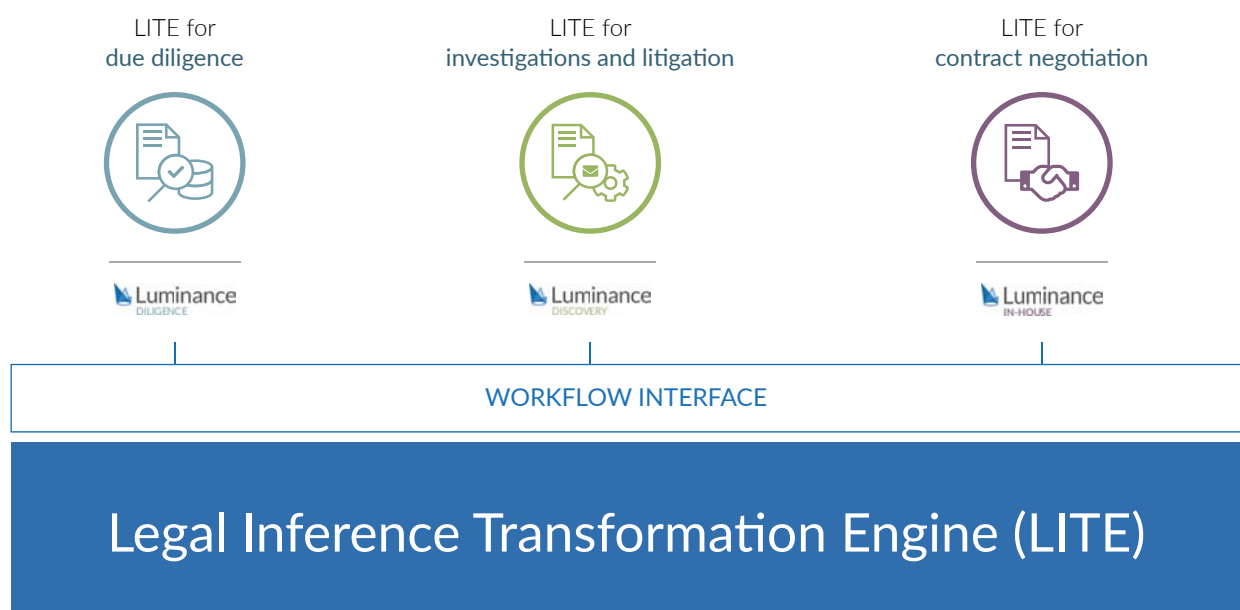 LITE for
due diligence
LITE for
investigations and litigation
LITE for
contract negotiation
Luminance
DILIGENCE
Luminance
DISCOVERY
Luminance
IN-HOUSE
WORKFLOW INTERFACE
Legal Inference Transformation Engine (LITE)